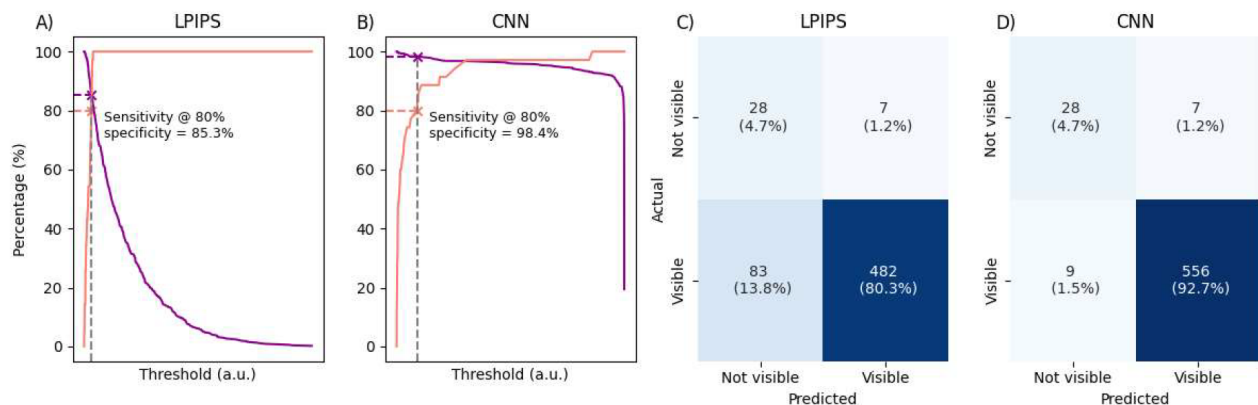 A) LPIPS
100
80
60
40
20
0
Percentage (%)
Sensitivity @ 80%
specificity = 85.3%
Threshold (a.u.)
B) CNN
100
80
60
40
20
0
Sensitivity @ 80%
specificity = 98.4%
Threshold (a.u.)
C) LPIPS
Actual
Not visible
Visible
28
(4.7%)
7
(1.2%)
83
(13.8%)
482
(80.3%)
Not visible
Visible
Predicted
D) CNN
Not visible
Visible
28
(4.7%)
7
(1.2%)
9
(1.5%)
556
(92.7%)
Not visible
Visible
Predicted